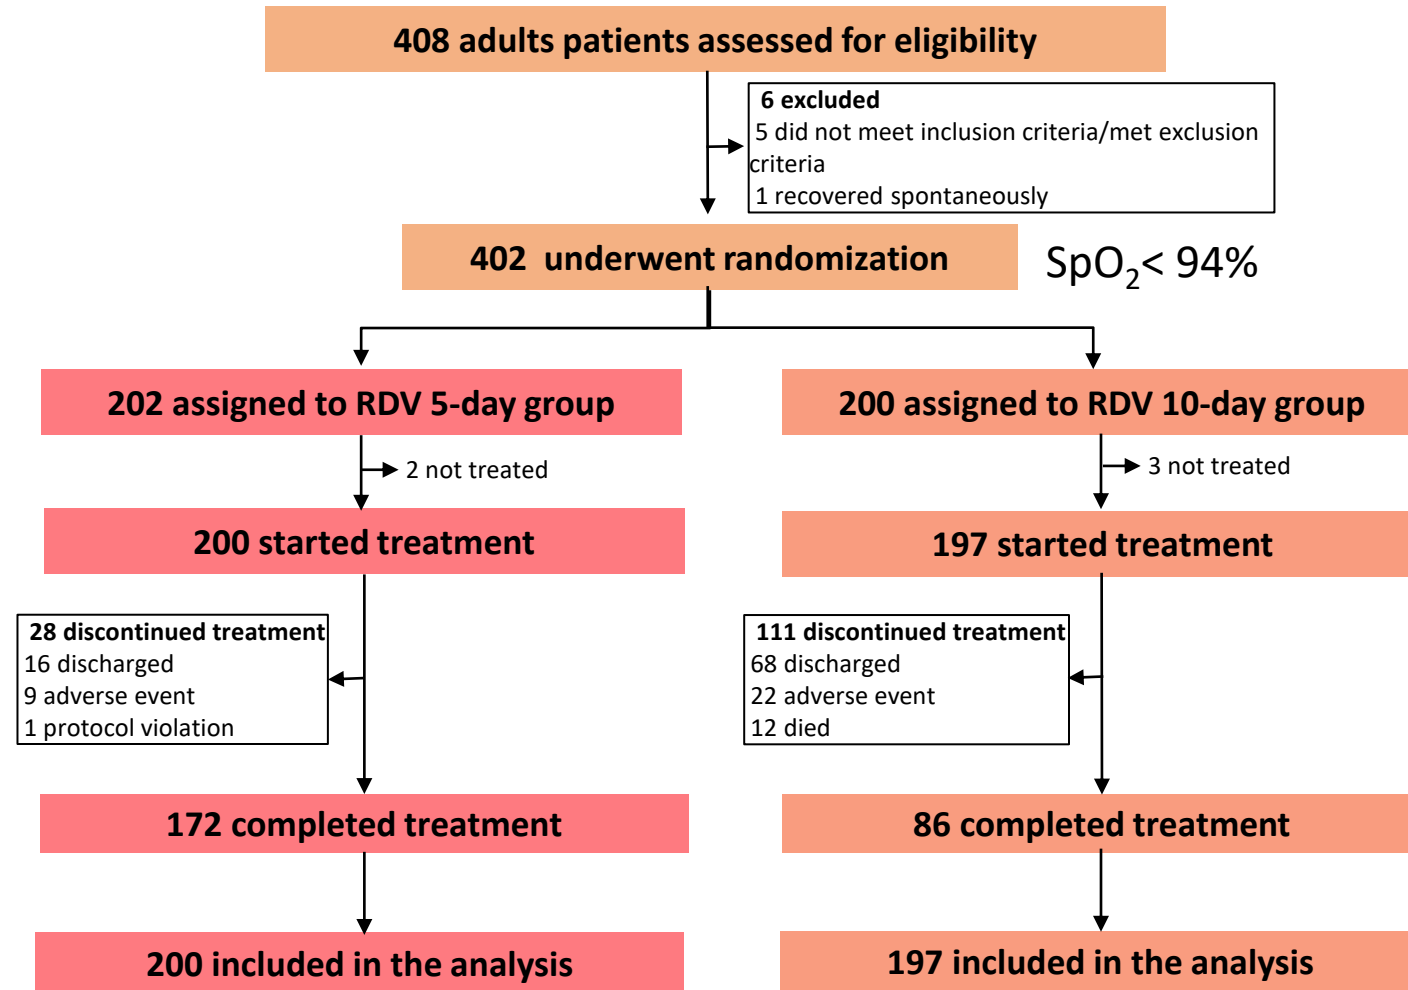 408 adults patients assessed for eligibility
6 excluded
5 did not meet inclusion criteria/met exclusion
criteria
1 recovered spontaneously
402 underwent randomization
SpO₂< 94%
202 assigned to RDV 5-day group
200 assigned to RDV 10-day group
2 not treated
3 not treated
200 started treatment
197 started treatment
28 discontinued treatment
16 discharged
9 adverse event
1 protocol violation
111 discontinued treatment
68 discharged
22 adverse event
12 died
172 completed treatment
86 completed treatment
200 included in the analysis
197 included in the analysis